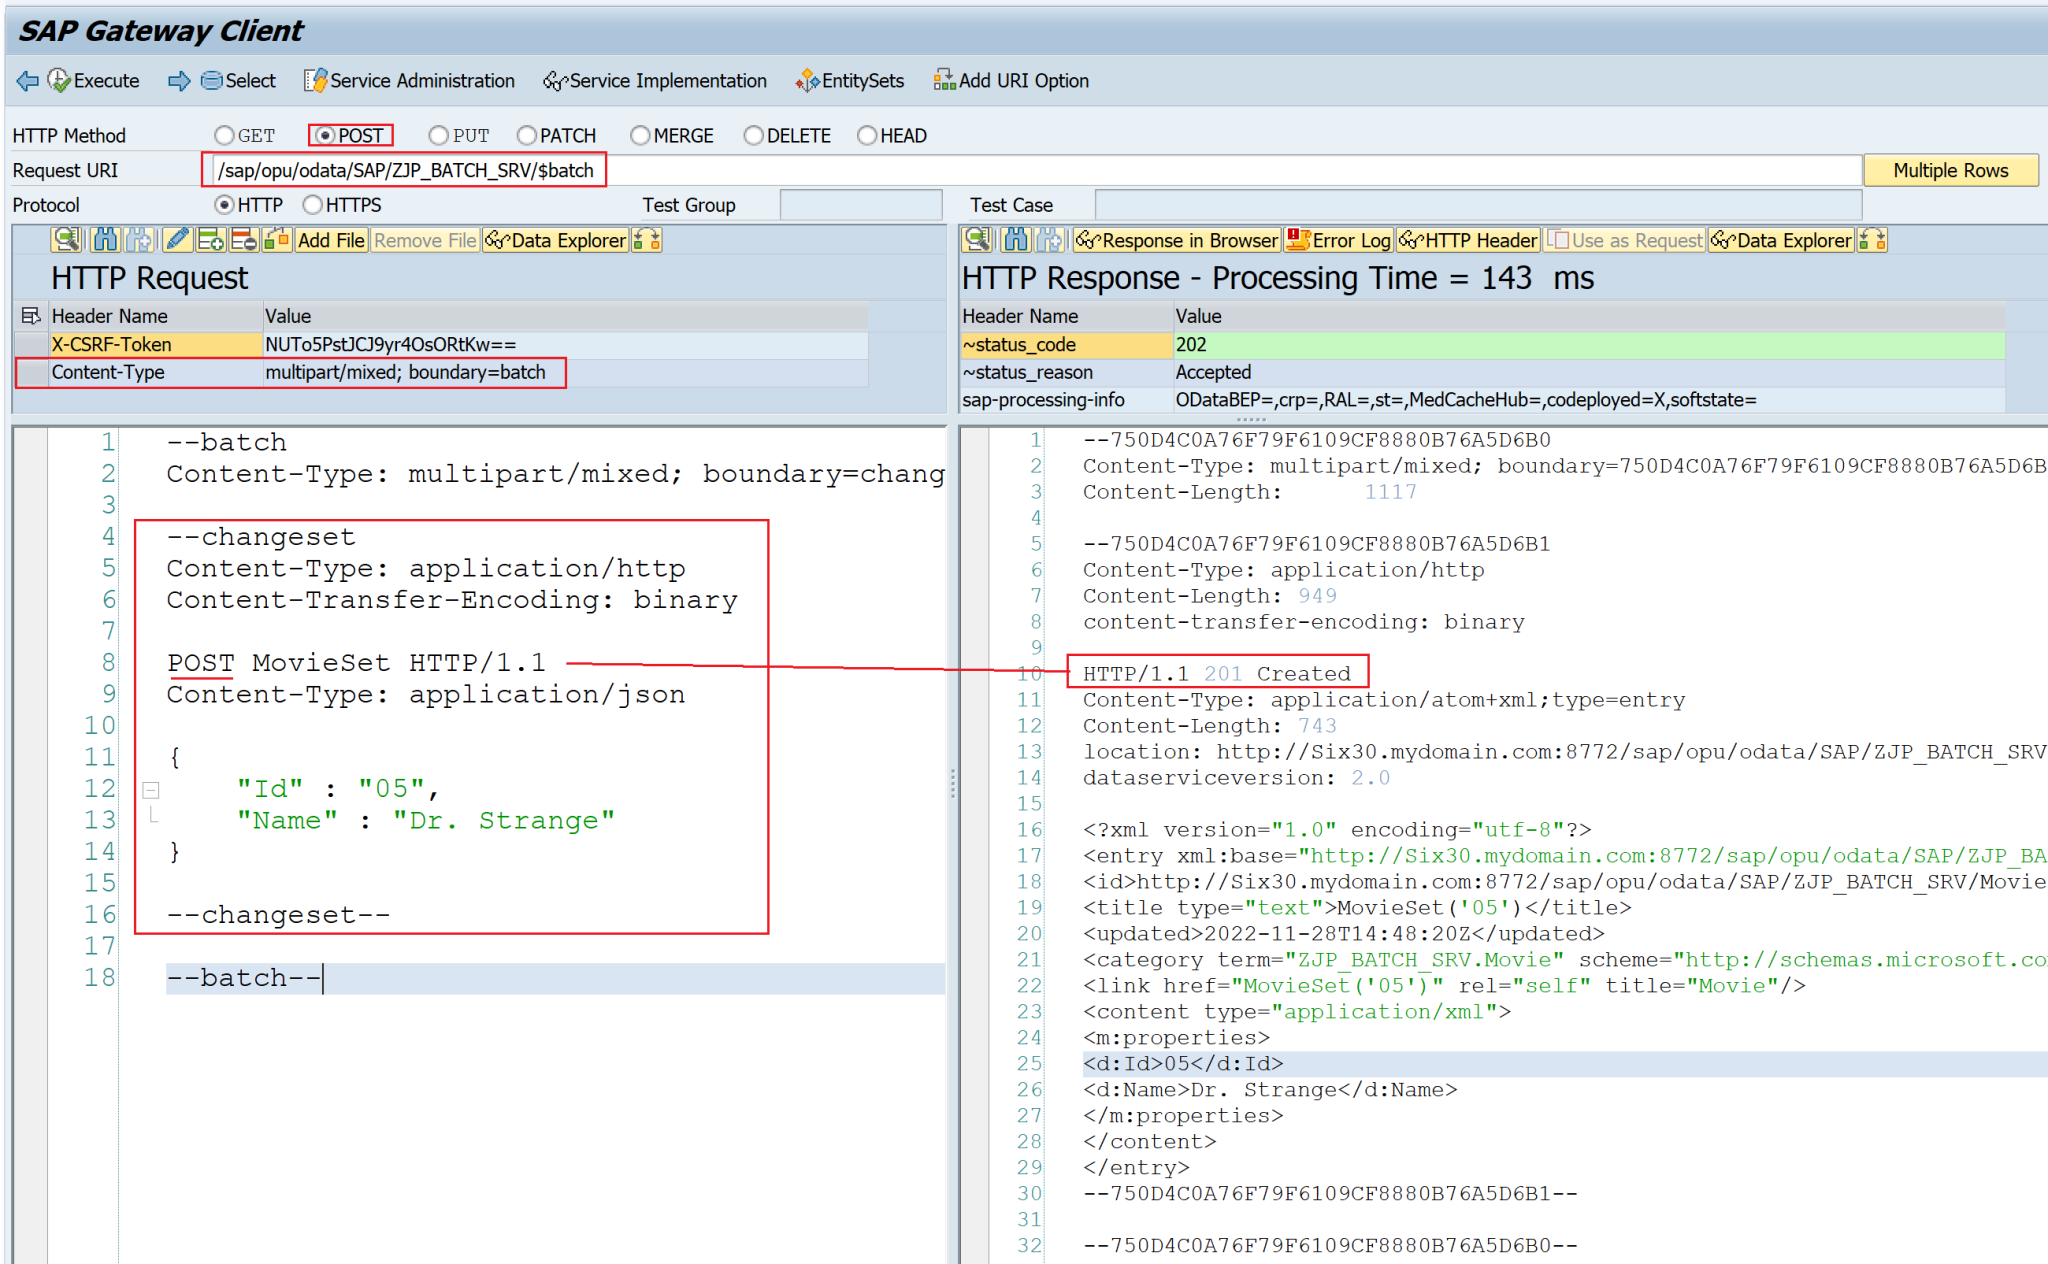 SAP Gateway Client
Execute Select Service Administration Service Implementation EntitySets Add URI Option
HTTP Method GET POST PUT PATCH MERGE DELETE HEAD
Request URI /sap/opu/odata/SAP/ZJP_BATCH_SRV/$batch Multiple Rows
Protocol HTTP HTTPS Test Group Test Case
Add File Remove File Data Explorer
HTTP Request
Header Name Value
X-CSRF-Token NUTo5PstJCJ9yr4OsORtKw==
Content-Type multipart/mixed; boundary=batch
1 --batch
2 Content-Type: multipart/mixed; boundary=chang
3
4 --changeset
5 Content-Type: application/http
6 Content-Transfer-Encoding: binary
7
8 POST MovieSet HTTP/1.1
9 Content-Type: application/json
10
11 {
12 "Id" : "05",
13 "Name" : "Dr. Strange"
14 }
15
16 --changeset--
17
18 --batch--
Response in Browser Error Log HTTP Header Use as Request Data Explorer
HTTP Response - Processing Time = 143 ms
Header Name Value
~status_code 202
~status_reason Accepted
sap-processing-info ODataBEP=,crp=,RAL=,st=,MedCacheHub=,codeployed=X,softstate=
1 --750D4C0A76F79F6109CF8880B76A5D6B0
2 Content-Type: multipart/mixed; boundary=750D4C0A76F79F6109CF8880B76A5D6B
3 Content-Length: 1117
4
5 --750D4C0A76F79F6109CF8880B76A5D6B1
6 Content-Type: application/http
7 Content-Length: 949
8 content-transfer-encoding: binary
9
10 HTTP/1.1 201 Created
11 Content-Type: application/atom+xml;type=entry
12 Content-Length: 743
13 location: http://Six30.mydomain.com:8772/sap/opu/odata/SAP/ZJP_BATCH_SRV
14 dataserviceversion: 2.0
15
16 <?xml version="1.0" encoding="utf-8"?>
17 <entry xml:base="http://Six30.mydomain.com:8772/sap/opu/odata/SAP/ZJP_BA
18 <id>http://Six30.mydomain.com:8772/sap/opu/odata/SAP/ZJP_BATCH_SRV/Movie
19 <title type="text">MovieSet('05')</title>
20 <updated>2022-11-28T14:48:20Z</updated>
21 <category term="ZJP_BATCH_SRV.Movie" scheme="http://schemas.microsoft.co
22 <link href="MovieSet('05')" rel="self" title="Movie"/>
23 <content type="application/xml">
24 <m:properties>
25 <d:Id>05</d:Id>
26 <d:Name>Dr. Strange</d:Name>
27 </m:properties>
28 </content>
29 </entry>
30 --750D4C0A76F79F6109CF8880B76A5D6B1--
31
32 --750D4C0A76F79F6109CF8880B76A5D6B0--